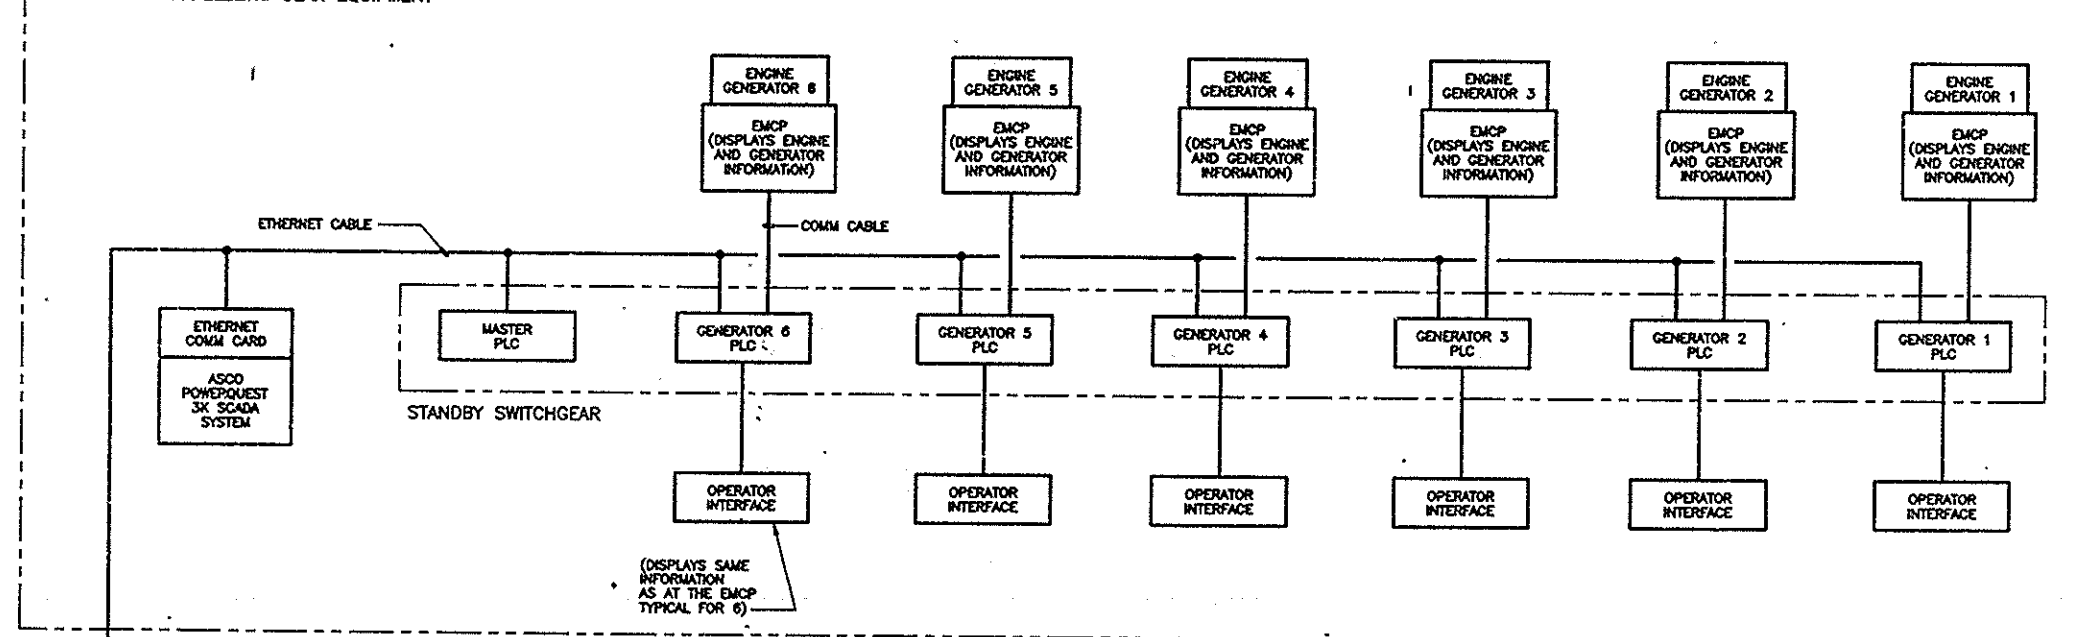 EQUIPMENT
ENGINE
GENERATOR 6
ENGINE
GENERATOR 5
ENGINE
GENERATOR 4
ENGINE
GENERATOR 3
ENGINE
GENERATOR 2
ENGINE
GENERATOR 1
EMCP
(DISPLAYS ENGINE
AND GENERATOR
INFORMATION)
EMCP
(DISPLAYS ENGINE
AND GENERATOR
INFORMATION)
EMCP
(DISPLAYS ENGINE
AND GENERATOR
INFORMATION)
EMCP
(DISPLAYS ENGINE
AND GENERATOR
INFORMATION)
EMCP
(DISPLAYS ENGINE
AND GENERATOR
INFORMATION)
EMCP
(DISPLAYS ENGINE
AND GENERATOR
INFORMATION)
ETHERNET CABLE
COMM CABLE
ETHERNET
COMM CARD
ASCO
POWERQUEST
3X SCADA
SYSTEM
MASTER
PLC
GENERATOR 6
PLC
GENERATOR 5
PLC
GENERATOR 4
PLC
GENERATOR 3
PLC
GENERATOR 2
PLC
GENERATOR 1
PLC
STANDBY SWITCHGEAR
OPERATOR
INTERFACE
OPERATOR
INTERFACE
OPERATOR
INTERFACE
OPERATOR
INTERFACE
OPERATOR
INTERFACE
OPERATOR
INTERFACE
(DISPLAYS SAME
INFORMATION
AS AT THE EMCP
TYPICAL FOR 6)